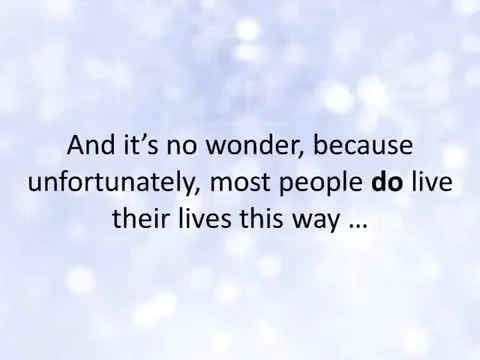 And it’s no wonder, because
unfortunately, most people do live
their lives this way …